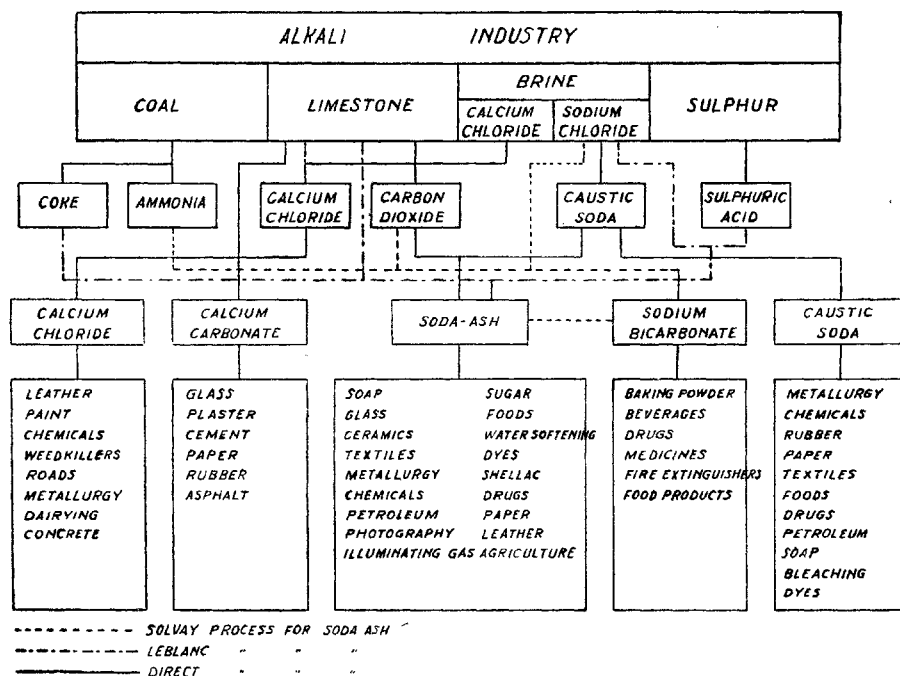 ALKALI INDUSTRY
COAL
LIMESTONE
BRINE
CALCIUM
CHLORIDE
SODIUM
CHLORIDE
SULPHUR
COKE
AMMONIA
CALCIUM
CHLORIDE
CARBON
DIOXIDE
CAUSTIC
SODA
SULPHURIC
ACID
CALCIUM
CHLORIDE
CALCIUM
CARBONATE
SODA-ASH
SODIUM
BICARBONATE
CAUSTIC
SODA
LEATHER
PAINT
CHEMICALS
WEEDKILLERS
ROADS
METALLURGY
DAIRYING
CONCRETE
GLASS
PLASTER
CEMENT
PAPER
RUBBER
ASPHALT
SOAP
GLASS
CERAMICS
TEXTILES
METALLURGY
CHEMICALS
PETROLEUM
PHOTOGRAPHY
ILLUMINATING GAS
SUGAR
FOODS
WATER SOFTENING
DYES
SHELLAC
DRUGS
PAPER
LEATHER
AGRICULTURE
BAKING POWDER
BEVERAGES
DRUGS
MEDICINES
FIRE EXTINGUISHERS
FOOD PRODUCTS
METALLURGY
CHEMICALS
RUBBER
PAPER
TEXTILES
FOODS
DRUGS
PETROLEUM
SOAP
BLEACHING
DYES
SOLVAY PROCESS FOR SODA ASH
LEBLANC " " "
DIRECT " " "